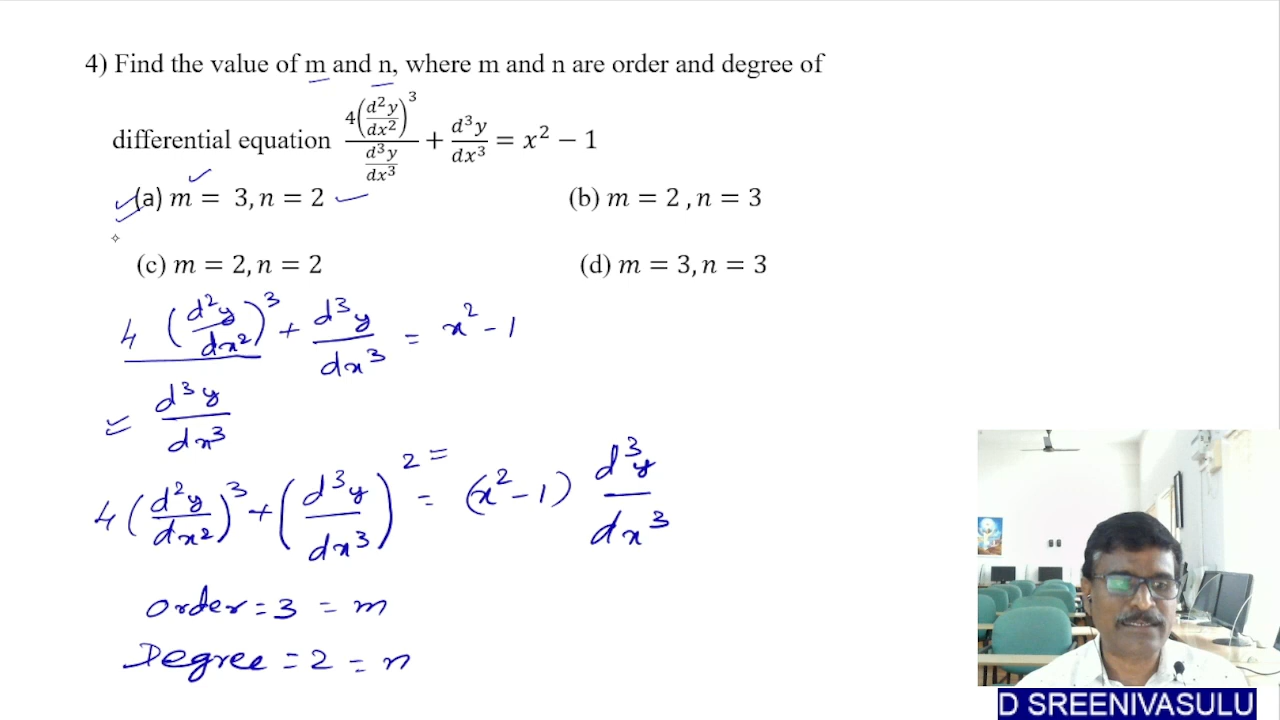 4) Find the value of m and n, where m and n are order and degree of
differential equation 4(d²y/dx²)³/(d³y/dx³) + d³y/dx³ = x² − 1
(a) m = 3, n = 2 (b) m = 2 , n = 3
(c) m = 2, n = 2 (d) m = 3, n = 3
4 (d²y/dx²)³/(d³y/dx³) + d³y/dx³ = x² - 1
4 (d²y/dx²)³ + (d³y/dx³)² = = (x² - 1) d³y/dx³
order = 3 = m
Degree = 2 = n
D SREENIVASULU